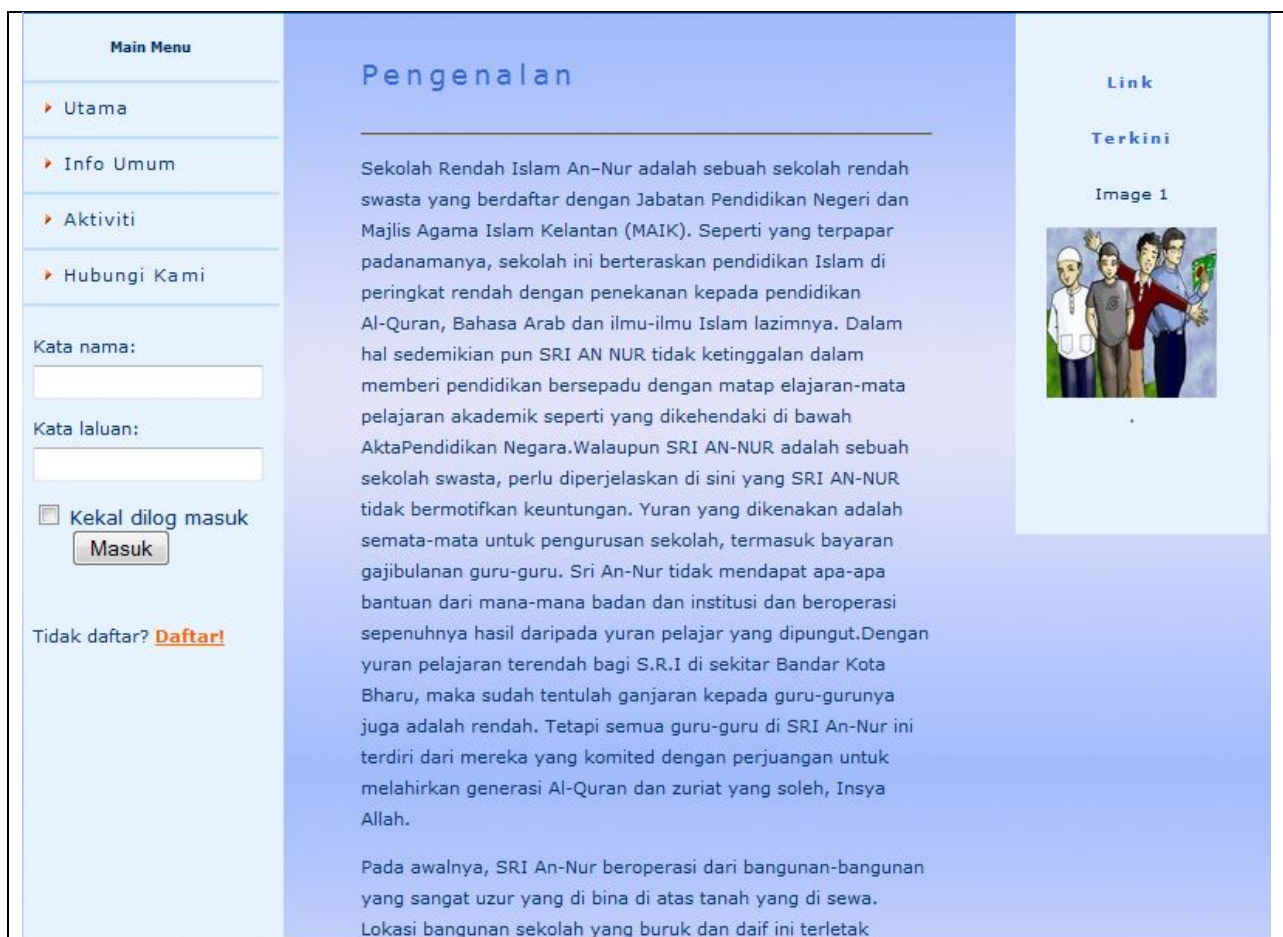 Main Menu
Utama
Info Umum
Aktiviti
Hubungi Kami
Kata nama:
Kata laluan:
Kekal dilog masuk
Masuk
Tidak daftar? Daftar!
Pengenalan
Sekolah Rendah Islam An–Nur adalah sebuah sekolah rendah
swasta yang berdaftar dengan Jabatan Pendidikan Negeri dan
Majlis Agama Islam Kelantan (MAIK). Seperti yang terpapar
padanamanya, sekolah ini berteraskan pendidikan Islam di
peringkat rendah dengan penekanan kepada pendidikan
Al-Quran, Bahasa Arab dan ilmu-ilmu Islam lazimnya. Dalam
hal sedemikian pun SRI AN NUR tidak ketinggalan dalam
memberi pendidikan bersepadu dengan matap elajaran-mata
pelajaran akademik seperti yang dikehendaki di bawah
AktaPendidikan Negara.Walaupun SRI AN-NUR adalah sebuah
sekolah swasta, perlu diperjelaskan di sini yang SRI AN-NUR
tidak bermotifkan keuntungan. Yuran yang dikenakan adalah
semata-mata untuk pengurusan sekolah, termasuk bayaran
gajibulanan guru-guru. Sri An-Nur tidak mendapat apa-apa
bantuan dari mana-mana badan dan institusi dan beroperasi
sepenuhnya hasil daripada yuran pelajar yang dipungut.Dengan
yuran pelajaran terendah bagi S.R.I di sekitar Bandar Kota
Bharu, maka sudah tentulah ganjaran kepada guru-gurunya
juga adalah rendah. Tetapi semua guru-guru di SRI An-Nur ini
terdiri dari mereka yang komited dengan perjuangan untuk
melahirkan generasi Al-Quran dan zuriat yang soleh, Insya
Allah.
Pada awalnya, SRI An-Nur beroperasi dari bangunan-bangunan
yang sangat uzur yang di bina di atas tanah yang di sewa.
Lokasi bangunan sekolah yang buruk dan daif ini terletak
Link
Terkini
Image 1
.